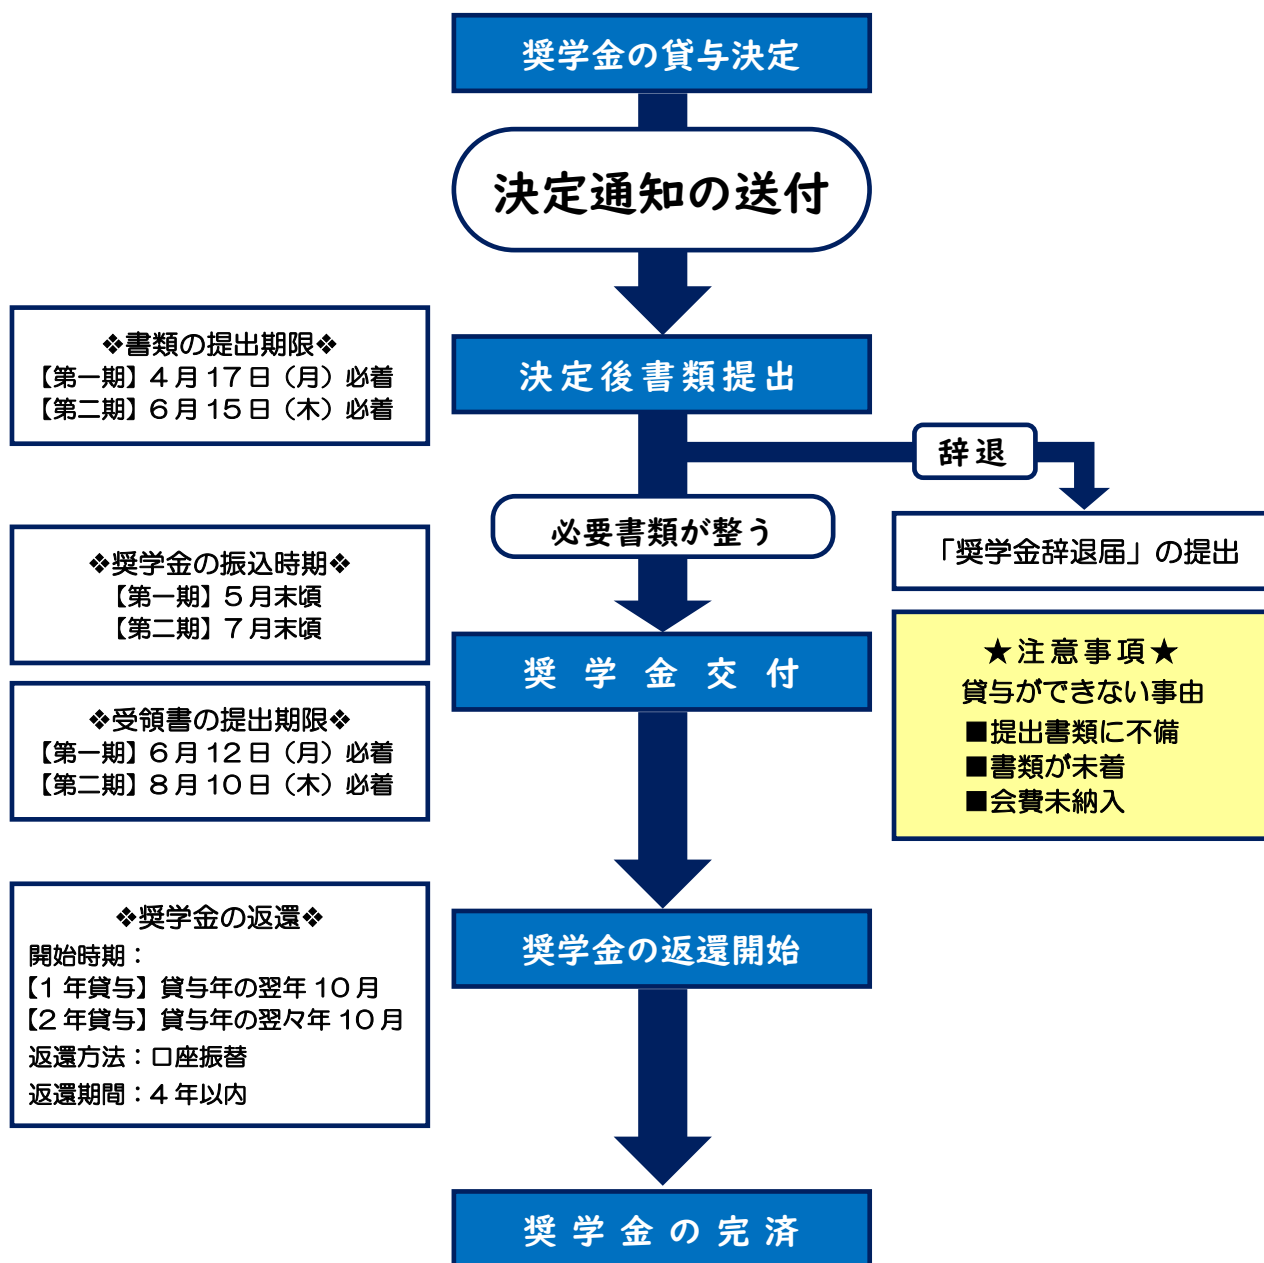 奨学金の貸与決定
決定通知の送付
❖書類の提出期限❖
【第一期】４月17日（月）必着
【第二期】６月15日（木）必着
決定後書類提出
辞退
必要書類が整う
「奨学金辞退届」の提出
❖奨学金の振込時期❖
【第一期】５月末頃
【第二期】７月末頃
奨学金交付
★注意事項★
貸与ができない事由
■提出書類に不備
■書類が未着
■会費未納入
❖受領書の提出期限❖
【第一期】６月12日（月）必着
【第二期】８月10日（木）必着
❖奨学金の返還❖
開始時期：
【1年貸与】貸与年の翌年10月
【2年貸与】貸与年の翌々年10月
返還方法：口座振替
返還期間：４年以内
奨学金の返還開始
奨学金の完済